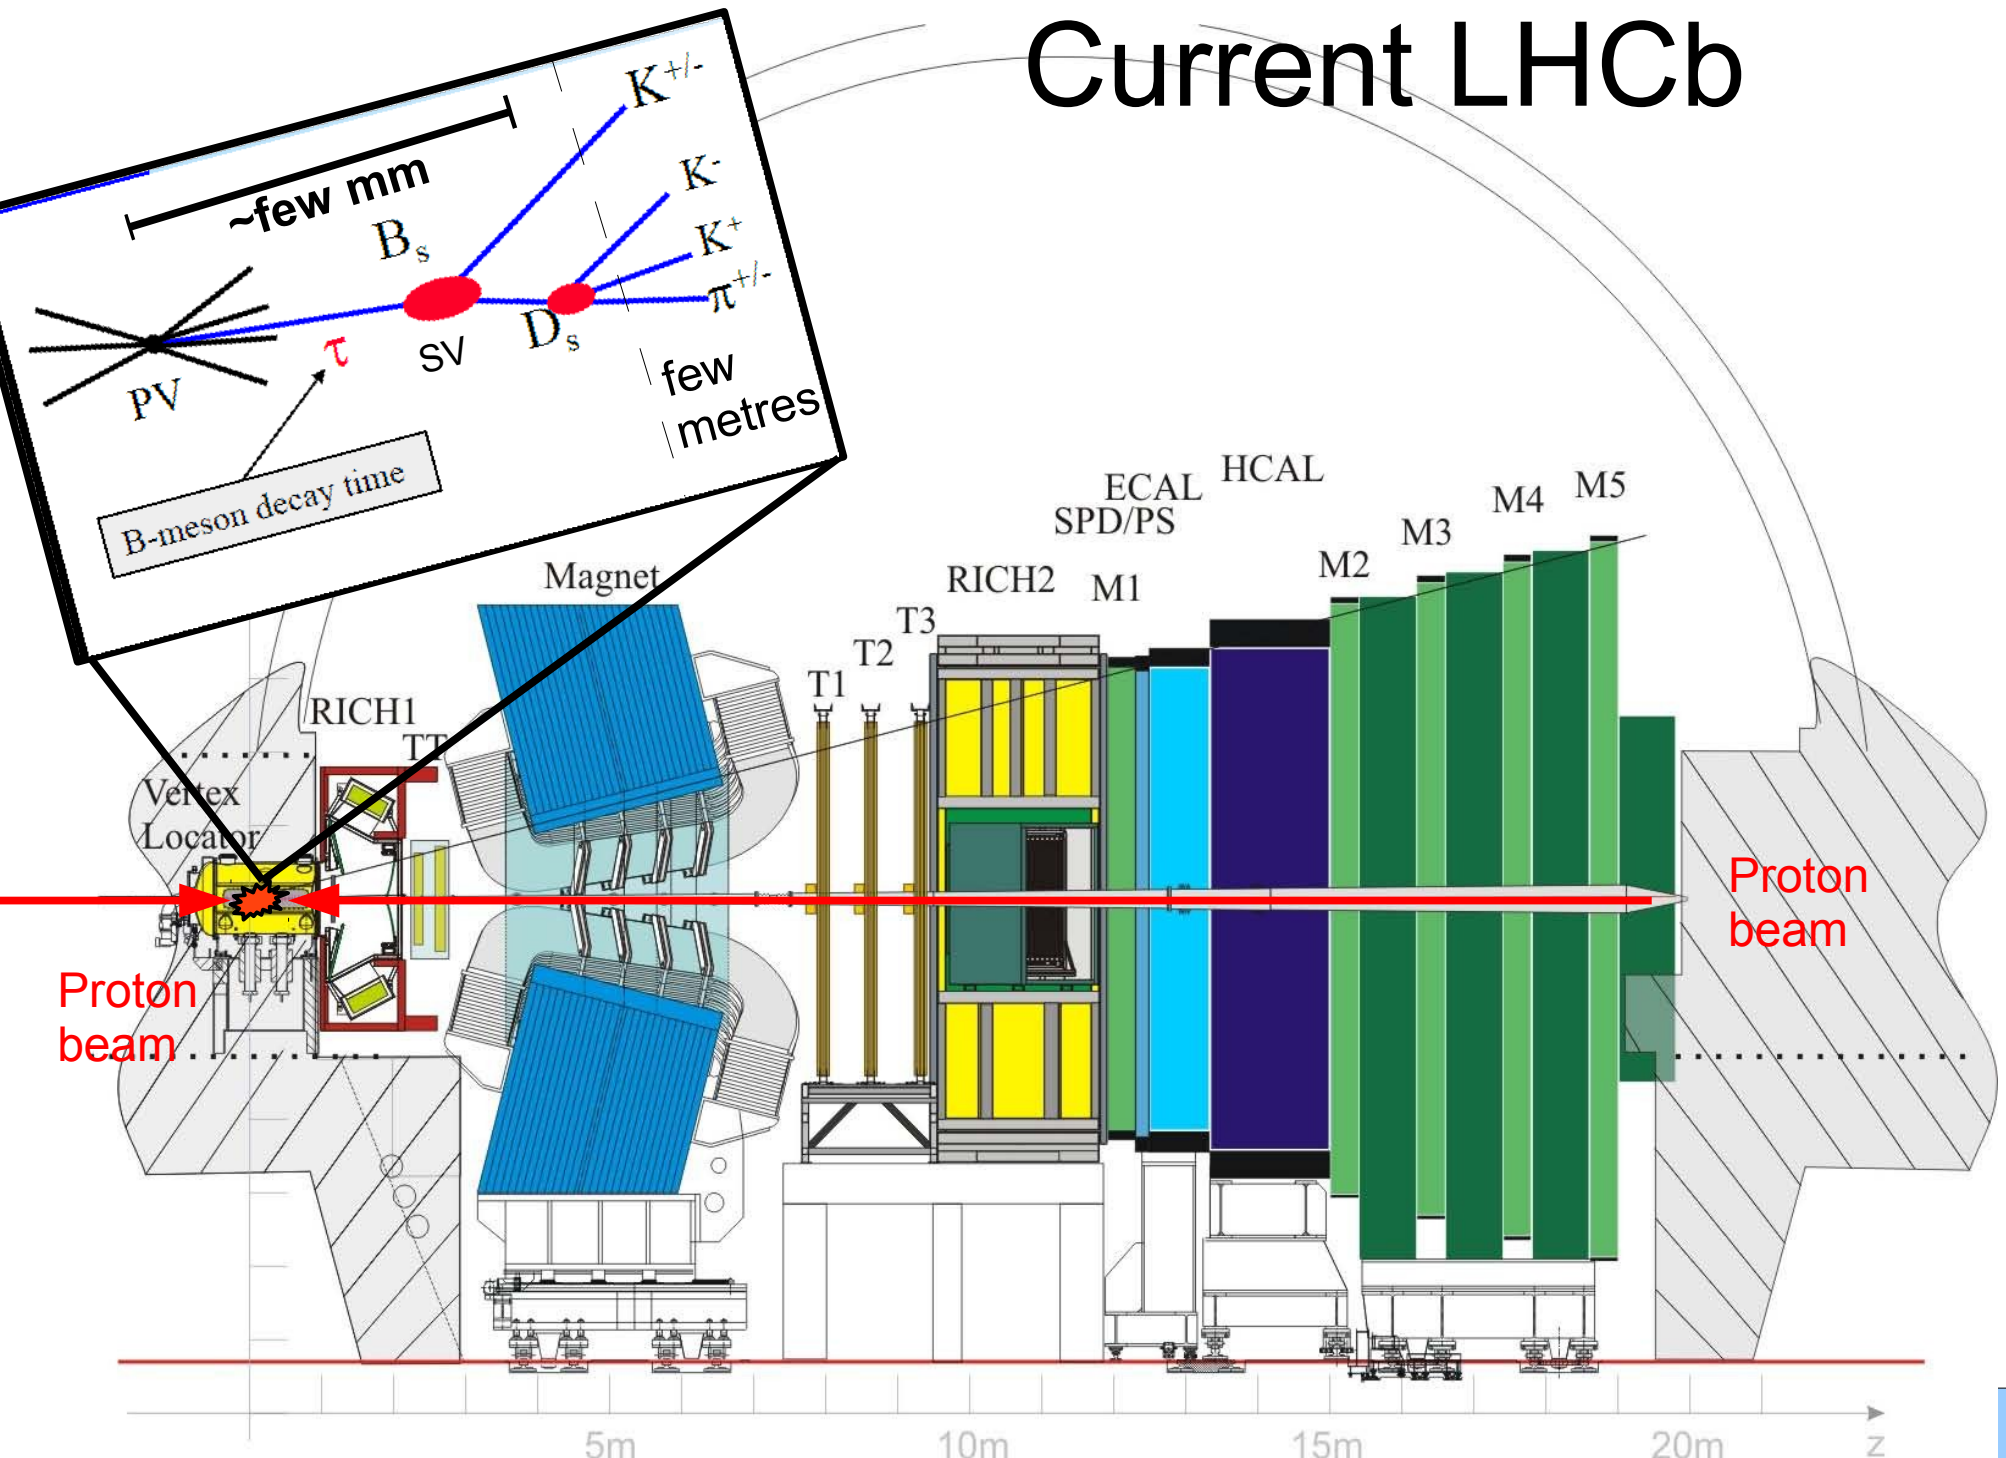 Current LHCb
K+/-
~few mm
K-
Bs
K+
π+/-
Ds
τ
SV
PV
few
metres
B-meson decay time
HCAL
ECAL
M5
SPD/PS
M4
M3
Magnet
RICH2
M1
M2
T3
T2
T1
RICH1
TT
Vertex
Locator
Proton
beam
Proton
beam
5m
10m
15m
20m
z